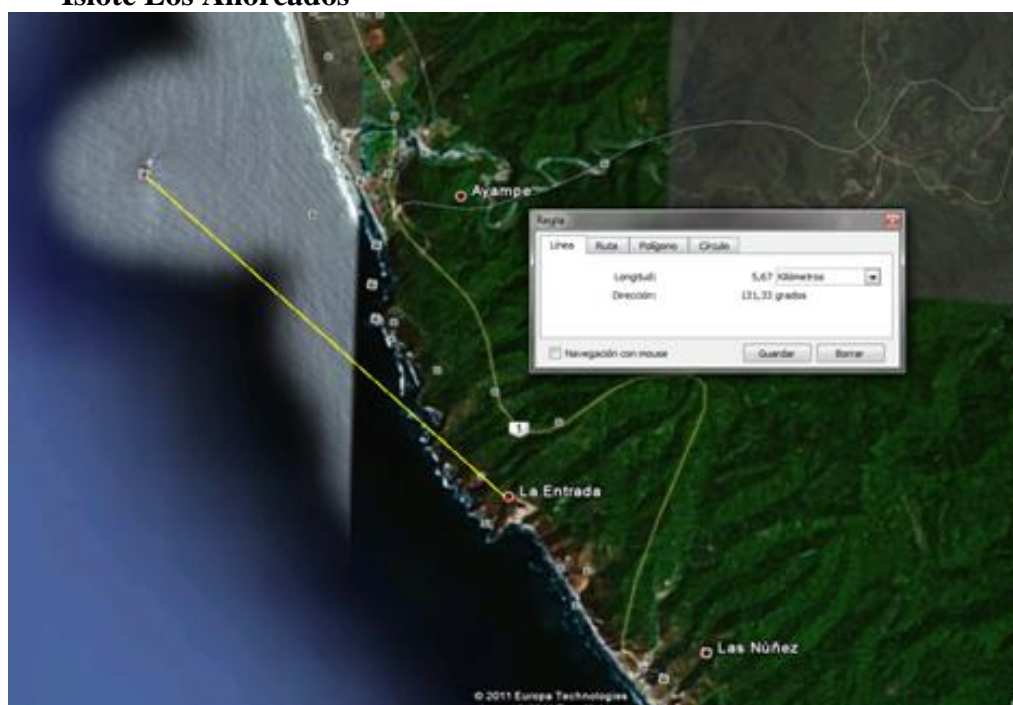 Islote Los Ahorcados
Ayampe
Regla
Línea Ruta Polígono Círculo
Longitud: 5,67 Kilómetros
Dirección: 131,33 grados
Navegación con mouse Guardar Borrar
1
La Entrada
Las Núñez
© 2011 Europa Technologies